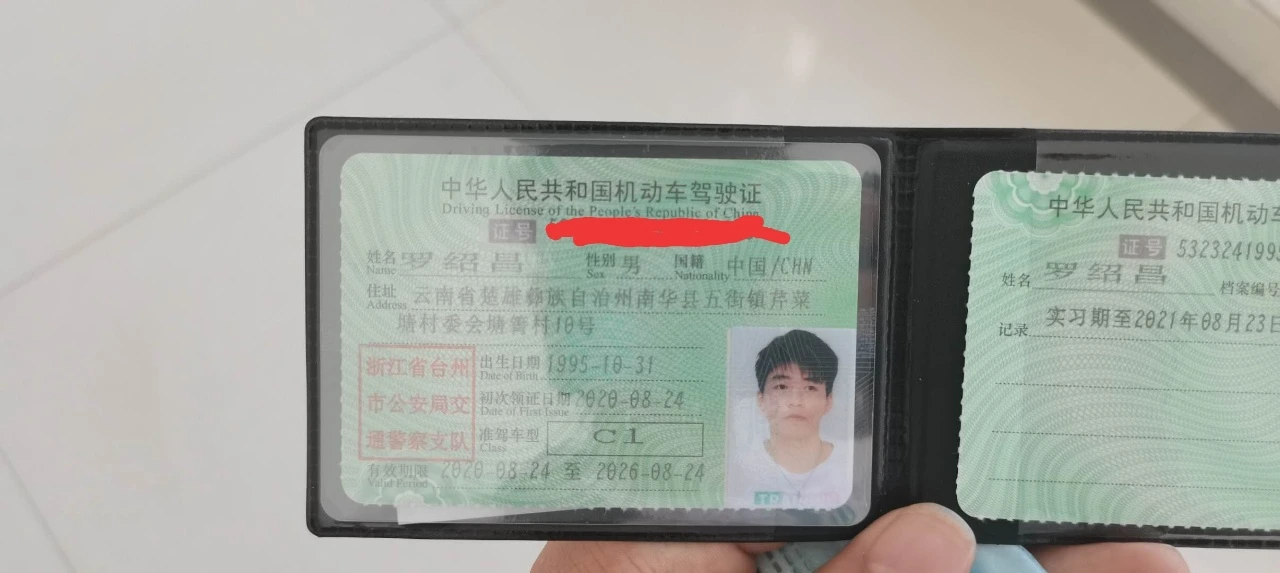 中华人民共和国机动车驾驶证
Driving License of the People's Republic of China
证号
姓名 罗绍昌 性别 男 国籍 中国/CHN
Name Sex Nationality
住址 云南省楚雄彝族自治州南华县五街镇芹菜
Address
塘村委会塘箐村10号
浙江省台州
市公安局交
通警察支队
出生日期 1995-10-31
Date of Birth
初次领证日期 2020-08-24
Date of First Issue
准驾车型 C1
Class
有效期限 2020-08-24 至 2026-08-24
Valid Period
中华人民共和国机动车
证号 532324199
姓名 罗绍昌 档案编号
记录 实习期至2021年08月23日